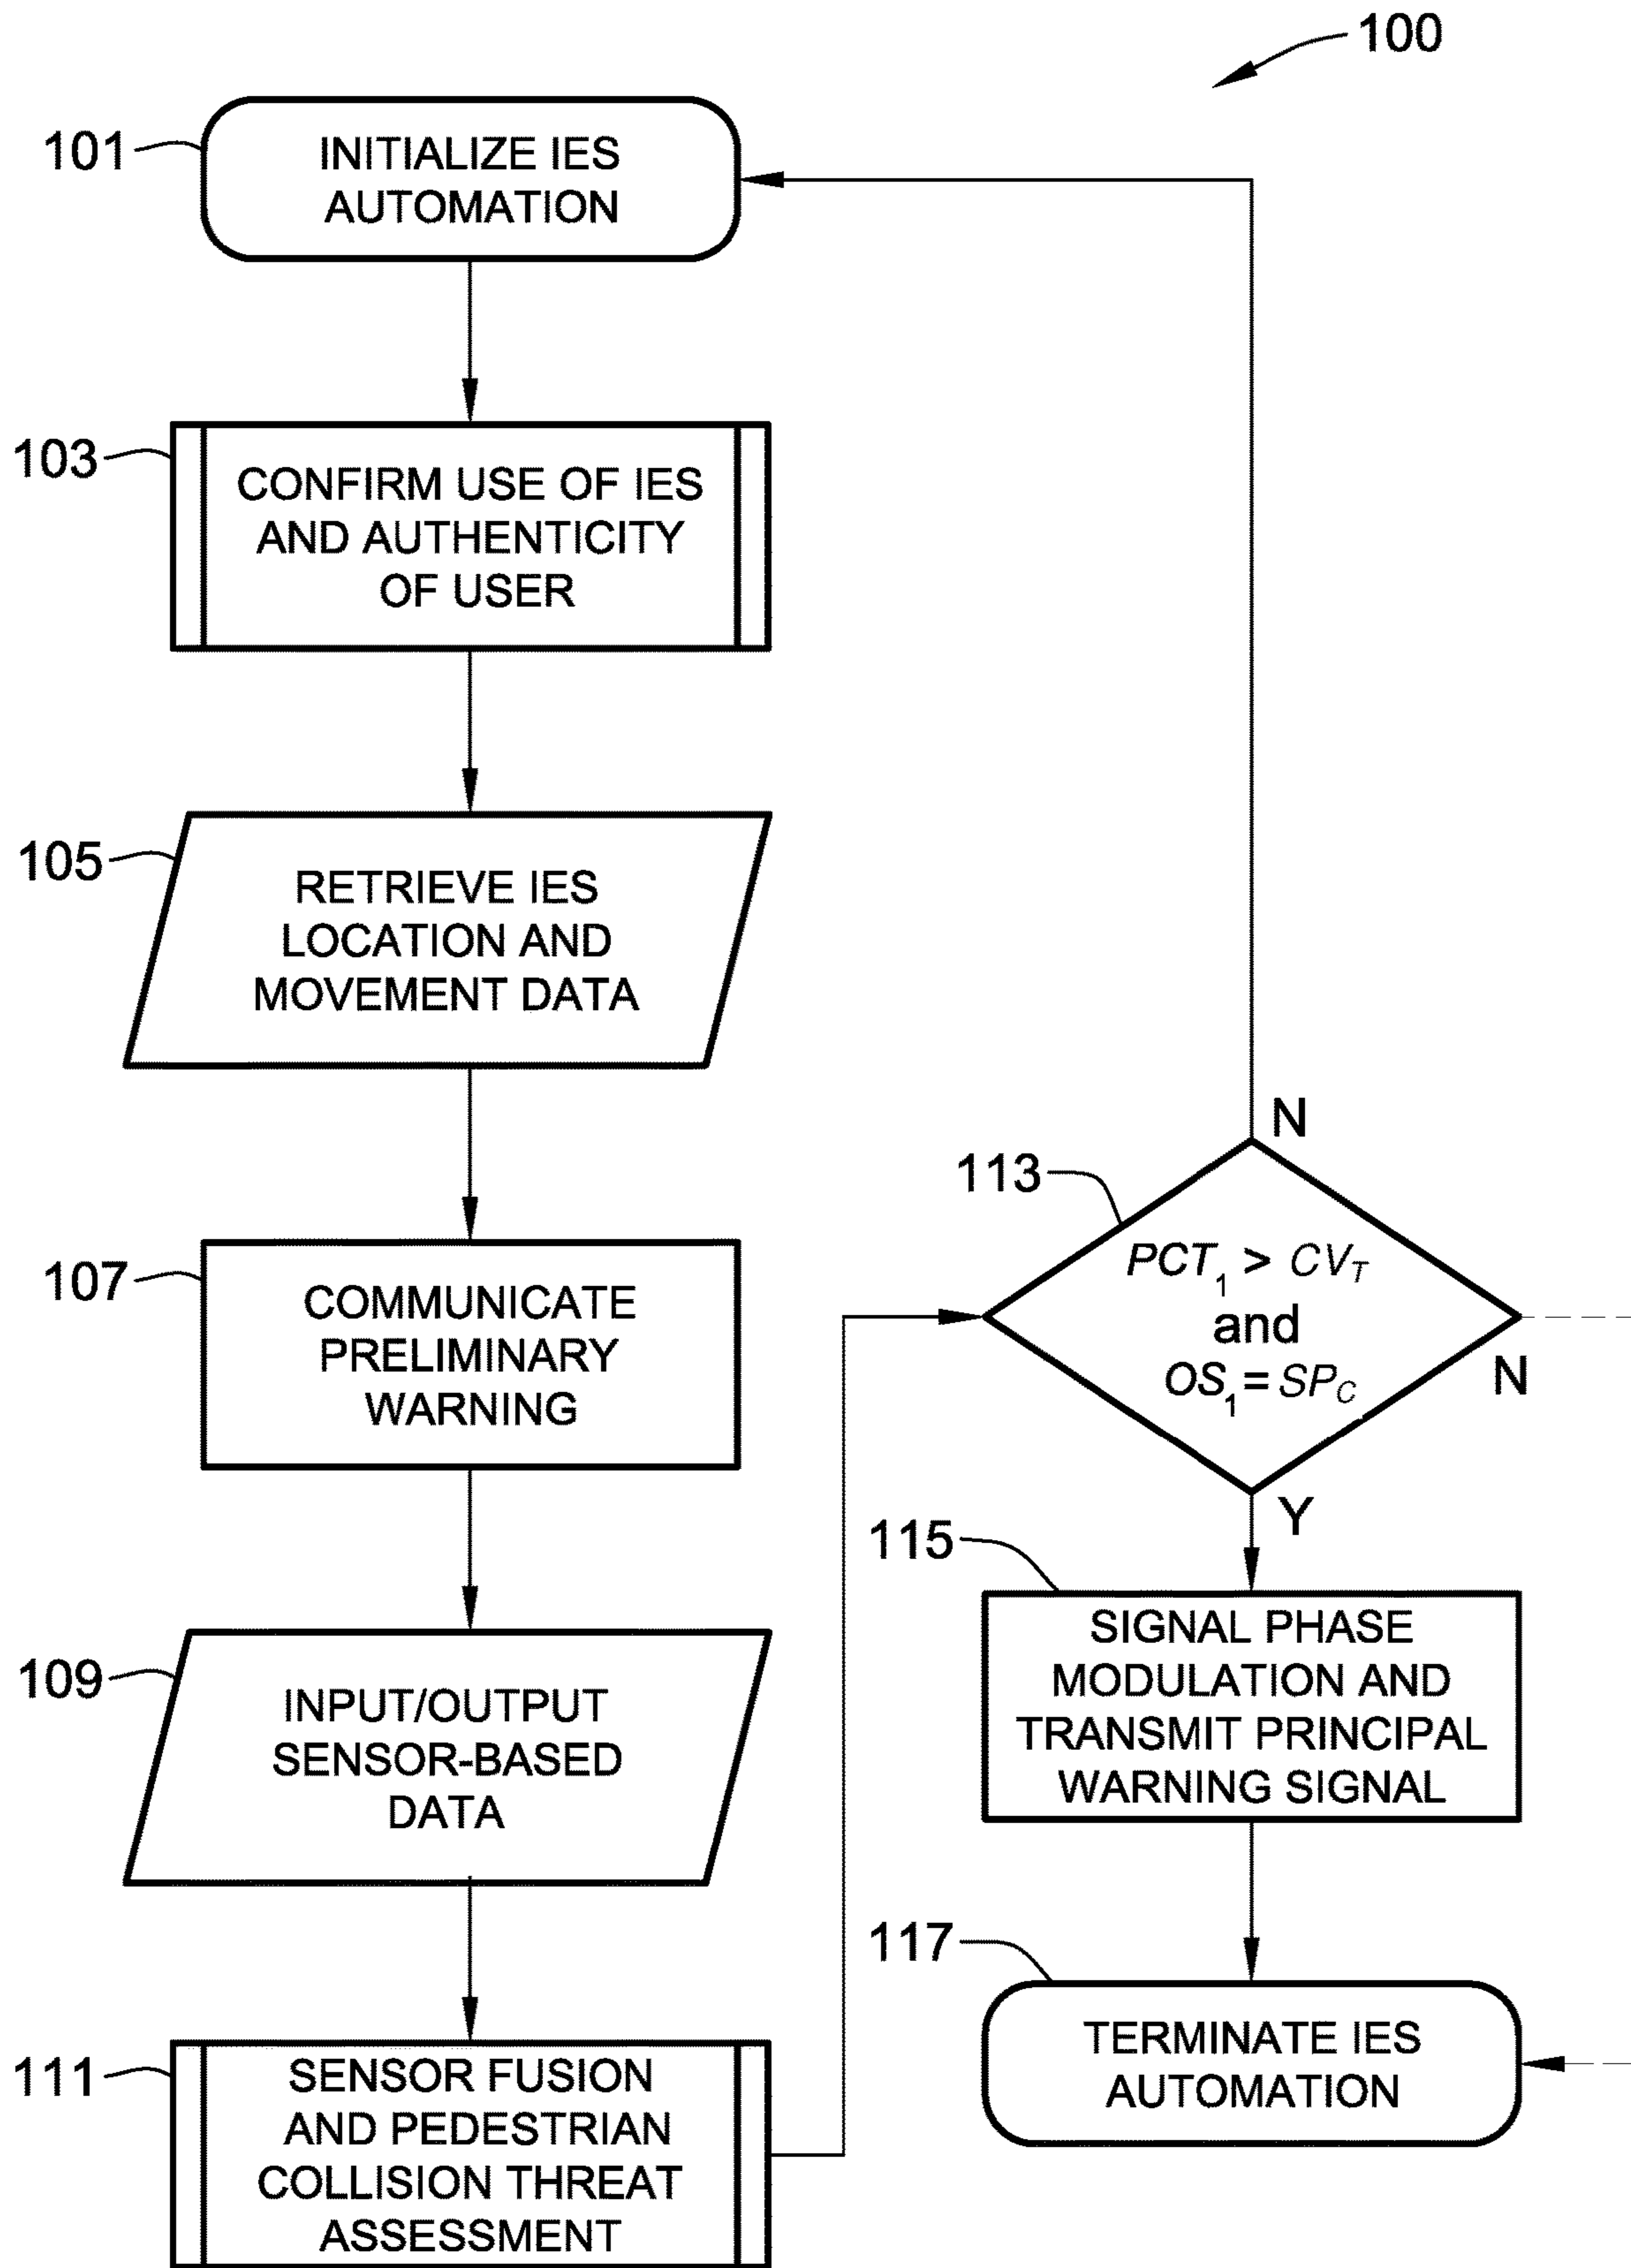 100
101
INITIALIZE IES
AUTOMATION
103
CONFIRM USE OF IES
AND AUTHENTICITY
OF USER
105
RETRIEVE IES
LOCATION AND
MOVEMENT DATA
107
COMMUNICATE
PRELIMINARY
WARNING
109
INPUT/OUTPUT
SENSOR-BASED
DATA
111
SENSOR FUSION
AND PEDESTRIAN
COLLISION THREAT
ASSESSMENT
N
113
PCT₁ > CV_T
and
OS₁ = SP_C
N
Y
115
SIGNAL PHASE
MODULATION AND
TRANSMIT PRINCIPAL
WARNING SIGNAL
117
TERMINATE IES
AUTOMATION